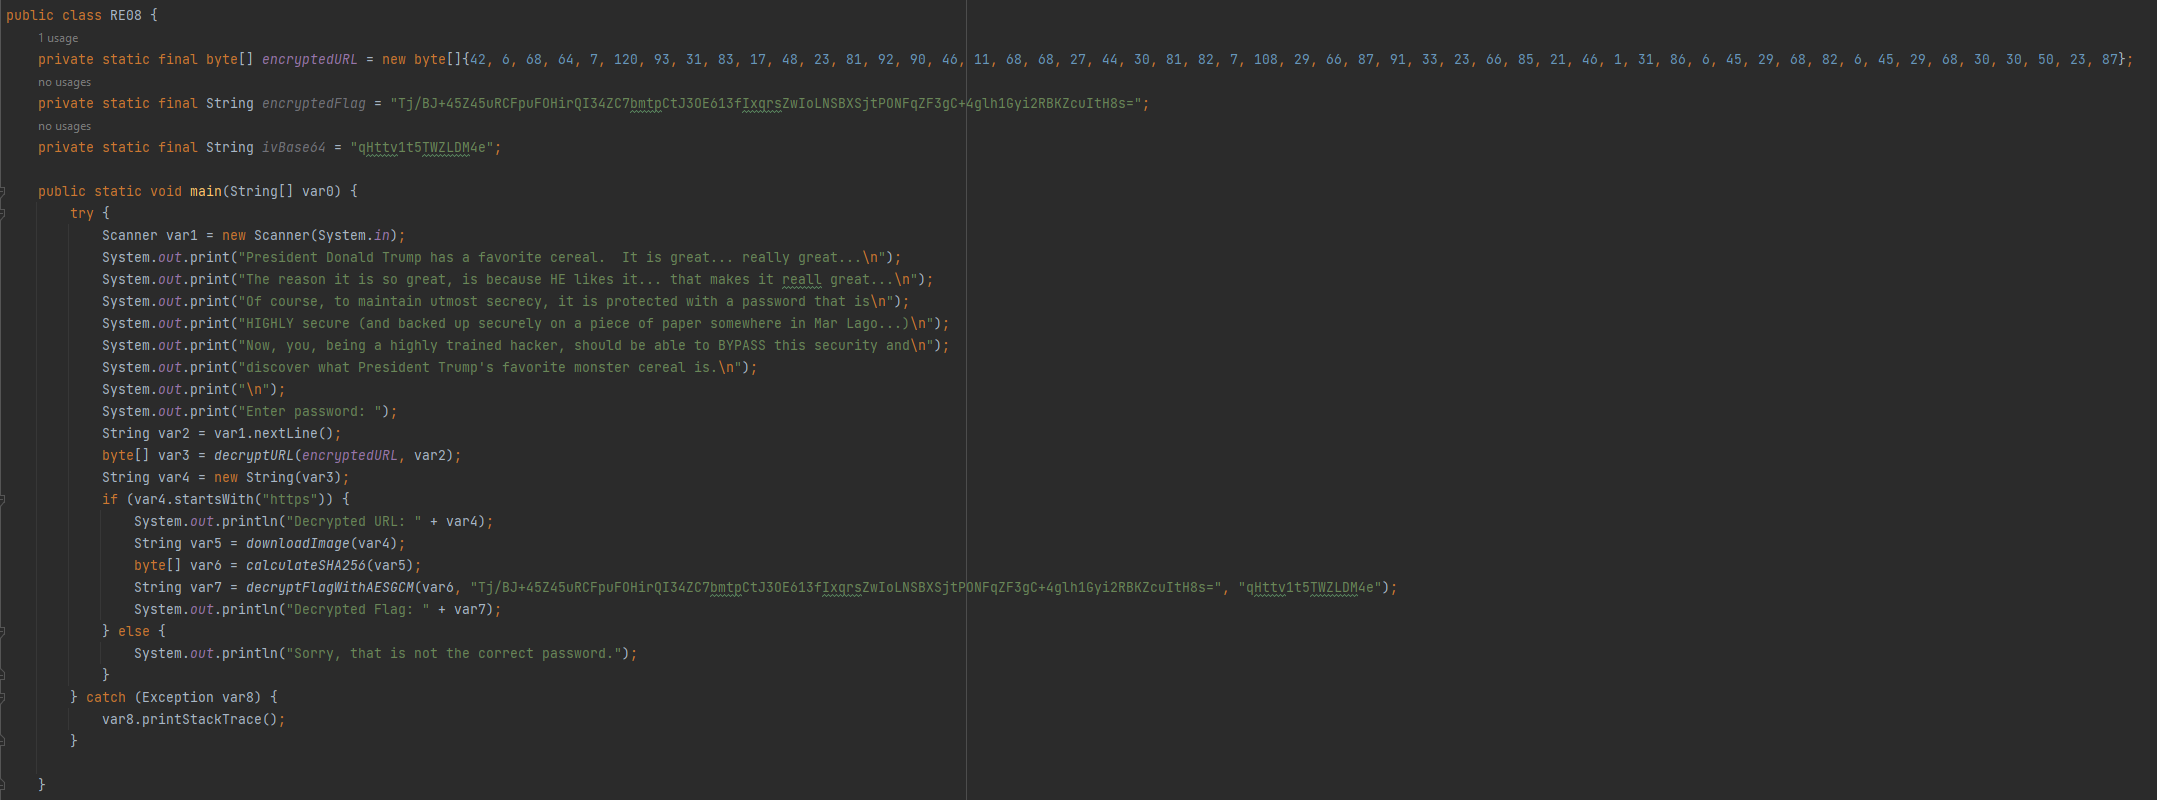 public class RE08 {
1 usage
private static final byte[] encryptedURL = new byte[]{42, 6, 68, 64, 7, 120, 93, 31, 83, 17, 48, 23, 81, 92, 90, 46, 11, 68, 68, 27, 44, 30, 81, 82, 7, 108, 29, 66, 87, 91, 33, 23, 66, 85, 21, 46, 1, 31, 86, 6, 45, 29, 68, 82, 6, 45, 29, 68, 30, 30, 50, 23, 87};
no usages
private static final String encryptedFlag = "Tj/BJ+45Z45uRCFpuFOHirQI34ZC7bmtpCtJ3OE613fIxqrsZwIoLNSBXSjtPONFqZF3gC+4glh1Gyi2RBKZcuItH8s=";
no usages
private static final String ivBase64 = "qHttv1t5TWZLDM4e";
public static void main(String[] var0) {
try {
Scanner var1 = new Scanner(System.in);
System.out.print("President Donald Trump has a favorite cereal.  It is great... really great...\n");
System.out.print("The reason it is so great, is because HE likes it... that makes it reall great...\n");
System.out.print("Of course, to maintain utmost secrecy, it is protected with a password that is\n");
System.out.print("HIGHLY secure (and backed up securely on a piece of paper somewhere in Mar Lago...)\n");
System.out.print("Now, you, being a highly trained hacker, should be able to BYPASS this security and\n");
System.out.print("discover what President Trump's favorite monster cereal is.\n");
System.out.print("\n");
System.out.print("Enter password: ");
String var2 = var1.nextLine();
byte[] var3 = decryptURL(encryptedURL, var2);
String var4 = new String(var3);
if (var4.startsWith("https")) {
System.out.println("Decrypted URL: " + var4);
String var5 = downloadImage(var4);
byte[] var6 = calculateSHA256(var5);
String var7 = decryptFlagWithAESGCM(var6, "Tj/BJ+45Z45uRCFpuFOHirQI34ZC7bmtpCtJ3OE613fIxqrsZwIoLNSBXSjtPONFqZF3gC+4glh1Gyi2RBKZcuItH8s=", "qHttv1t5TWZLDM4e");
System.out.println("Decrypted Flag: " + var7);
} else {
System.out.println("Sorry, that is not the correct password.");
}
} catch (Exception var8) {
var8.printStackTrace();
}
}